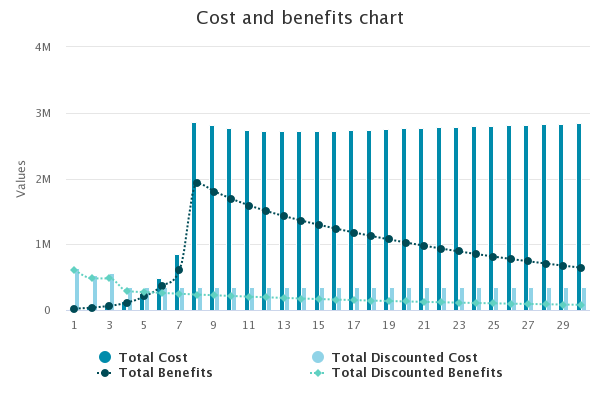 Cost and benefits chart
4M
3M
2M
1M
0
Values
1 3 5 7 9 11 13 15 17 19 21 23 25 27 29
Total Cost Total Discounted Cost
Total Benefits Total Discounted Benefits